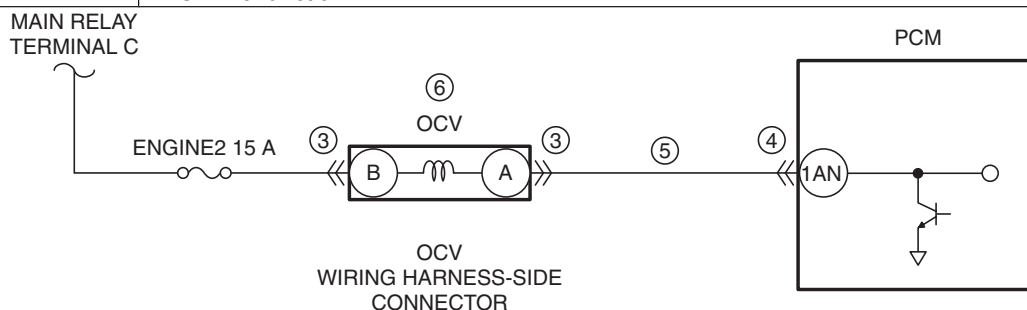 MAIN RELAY
TERMINAL C
PCM
6
OCV
ENGINE2 15 A
3
3
5
4
B
A
1AN
OCV
WIRING HARNESS-SIDE
CONNECTOR